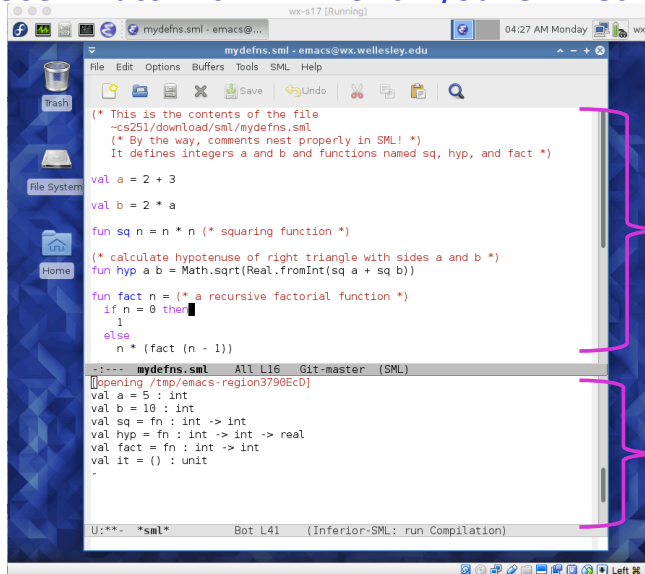 wx-s17 [Running]
mydefns.sml - emacs@...
04:27 AM Monday
wx
mydefns.sml - emacs@wx.wellesley.edu
File Edit Options Buffers Tools SML Help
Save Undo
Trash
File System
Home
(* This is the contents of the file
~cs251/download/sml/mydefns.sml
(* By the way, comments nest properly in SML! *)
It defines integers a and b and functions named sq, hyp, and fact *)
val a = 2 + 3
val b = 2 * a
fun sq n = n * n (* squaring function *)
(* calculate hypotenuse of right triangle with sides a and b *)
fun hyp a b = Math.sqrt(Real.fromInt(sq a + sq b))
fun fact n = (* a recursive factorial function *)
if n = 0 then
1
else
n * (fact (n - 1))
-:--- mydefns.sml All L16 Git-master (SML)
[opening /tmp/emacs-region3790EcD]
val a = 5 : int
val b = 10 : int
val sq = fn : int -> int
val hyp = fn : int -> int -> real
val fact = fn : int -> int
val it = () : unit
-
U:**- *sml* Bot L41 (Inferior-SML: run Compilation)
Left ⌘